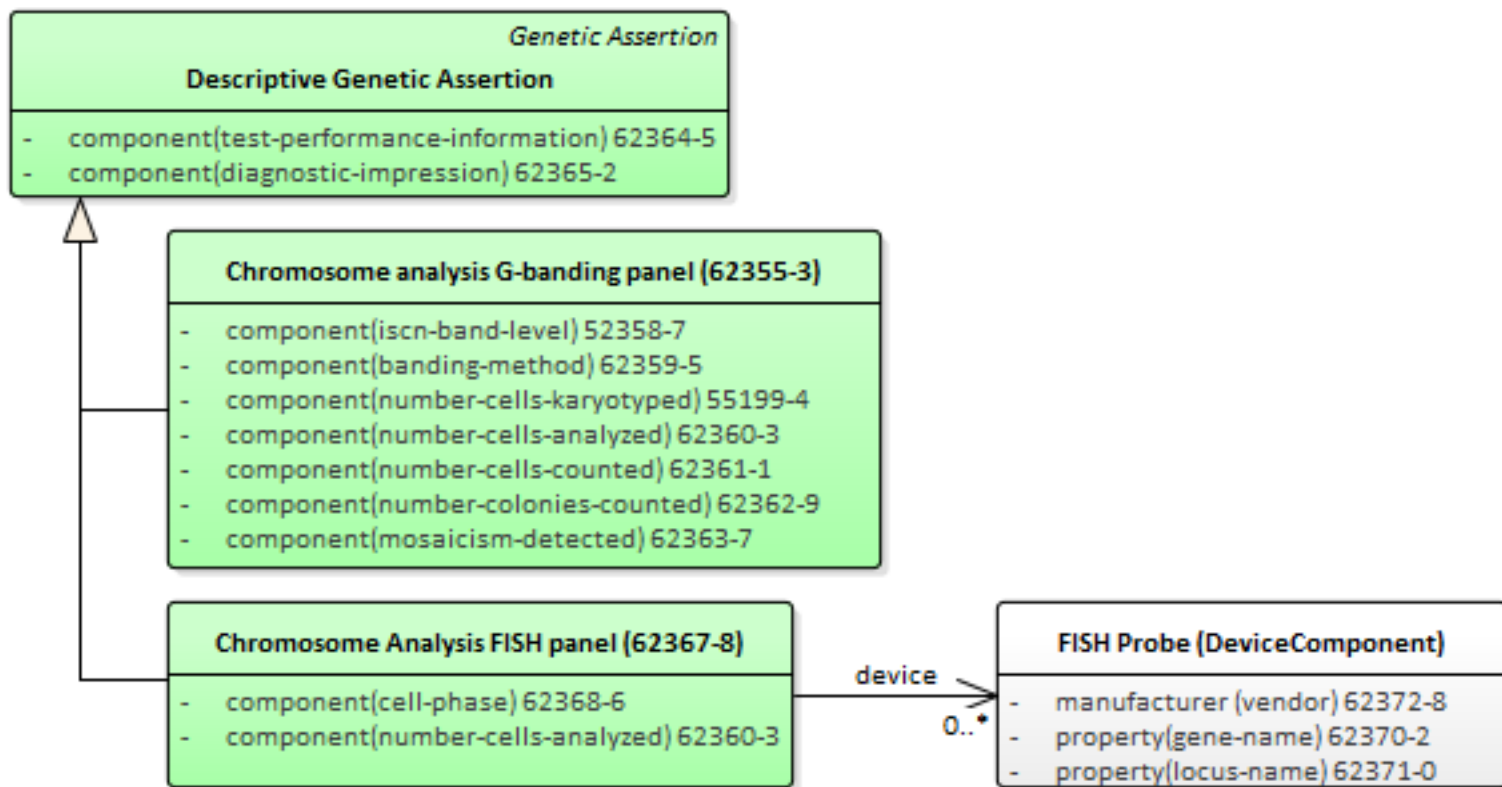 Genetic Assertion
Descriptive Genetic Assertion
- component(test-performance-information) 62364-5
- component(diagnostic-impression) 62365-2
Chromosome analysis G-banding panel (62355-3)
- component(iscn-band-level) 52358-7
- component(banding-method) 62359-5
- component(number-cells-karyotyped) 55199-4
- component(number-cells-analyzed) 62360-3
- component(number-cells-counted) 62361-1
- component(number-colonies-counted) 62362-9
- component(mosaicism-detected) 62363-7
Chromosome Analysis FISH panel (62367-8)
- component(cell-phase) 62368-6
- component(number-cells-analyzed) 62360-3
device
0..*
FISH Probe (DeviceComponent)
- manufacturer (vendor) 62372-8
- property(gene-name) 62370-2
- property(locus-name) 62371-0